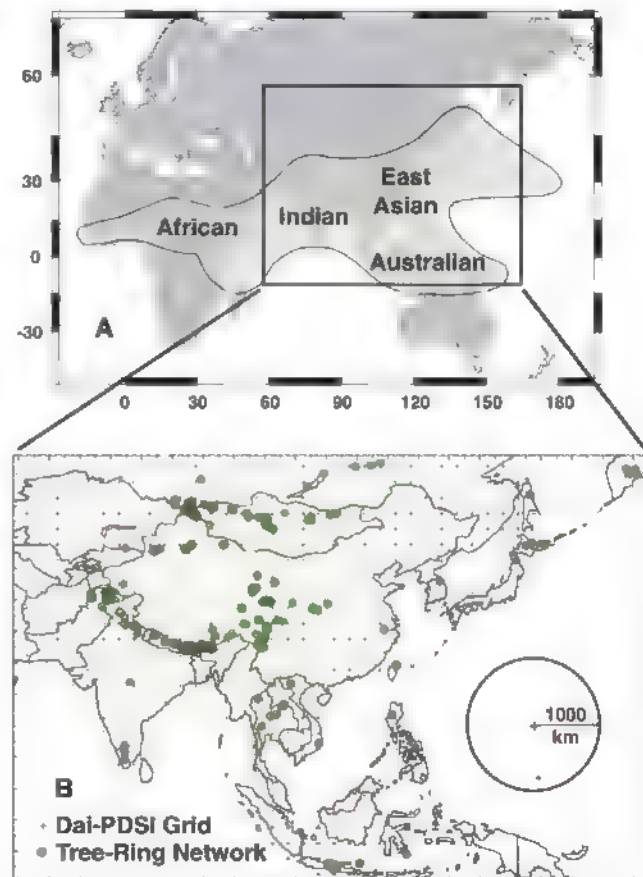 60
30
0
-30
African
Indian
East
Asian
Australian
A
0 30 60 90 120 150 180
1000
km
B
Dai-PDSI Grid
Tree-Ring Network